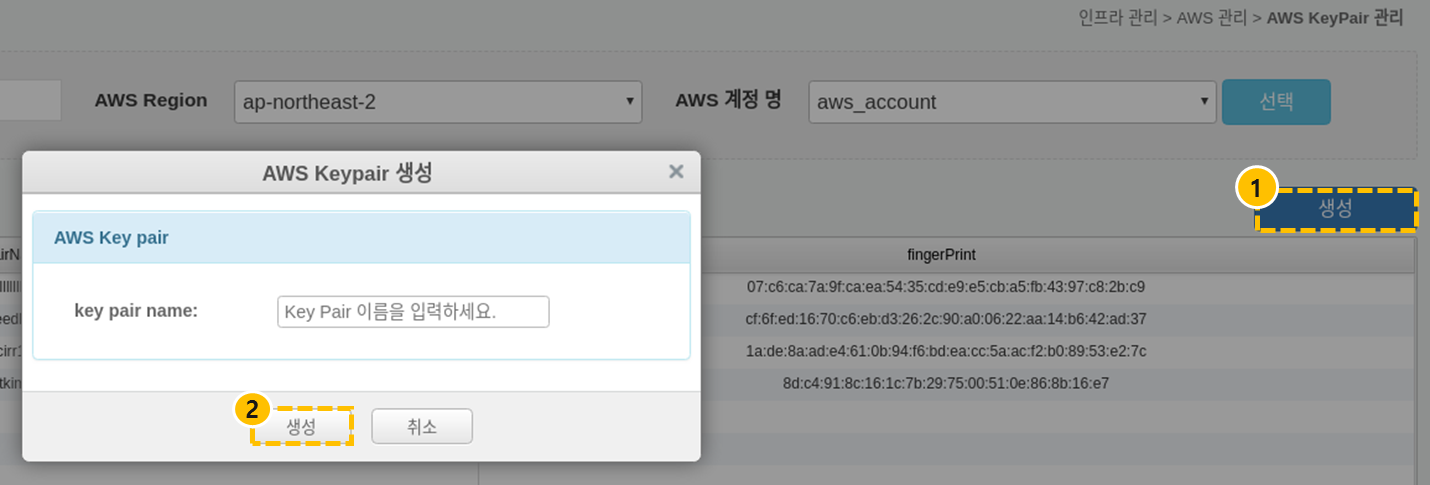 인프라 관리 > AWS 관리 > AWS KeyPair 관리
AWS Region
ap-northeast-2
AWS 계정 명
aws_account
선택
AWS Keypair 생성
×
1
생성
AWS Key pair
fingerPrint
key pair name:
Key Pair 이름을 입력하세요.
07:c6:ca:7a:9f:ca:ea:54:35:cd:e9:e5:cb:a5:fb:43:97:c8:2b:c9
cf:6f:ed:16:70:c6:eb:d3:26:2c:90:a0:06:22:aa:14:b6:42:ad:37
1a:de:8a:ad:e4:61:0b:94:f6:bd:ea:cc:5a:ac:f2:b0:89:53:e2:7c
8d:c4:91:8c:16:1c:7b:29:75:00:51:0e:86:8b:16:e7
2
생성
취소